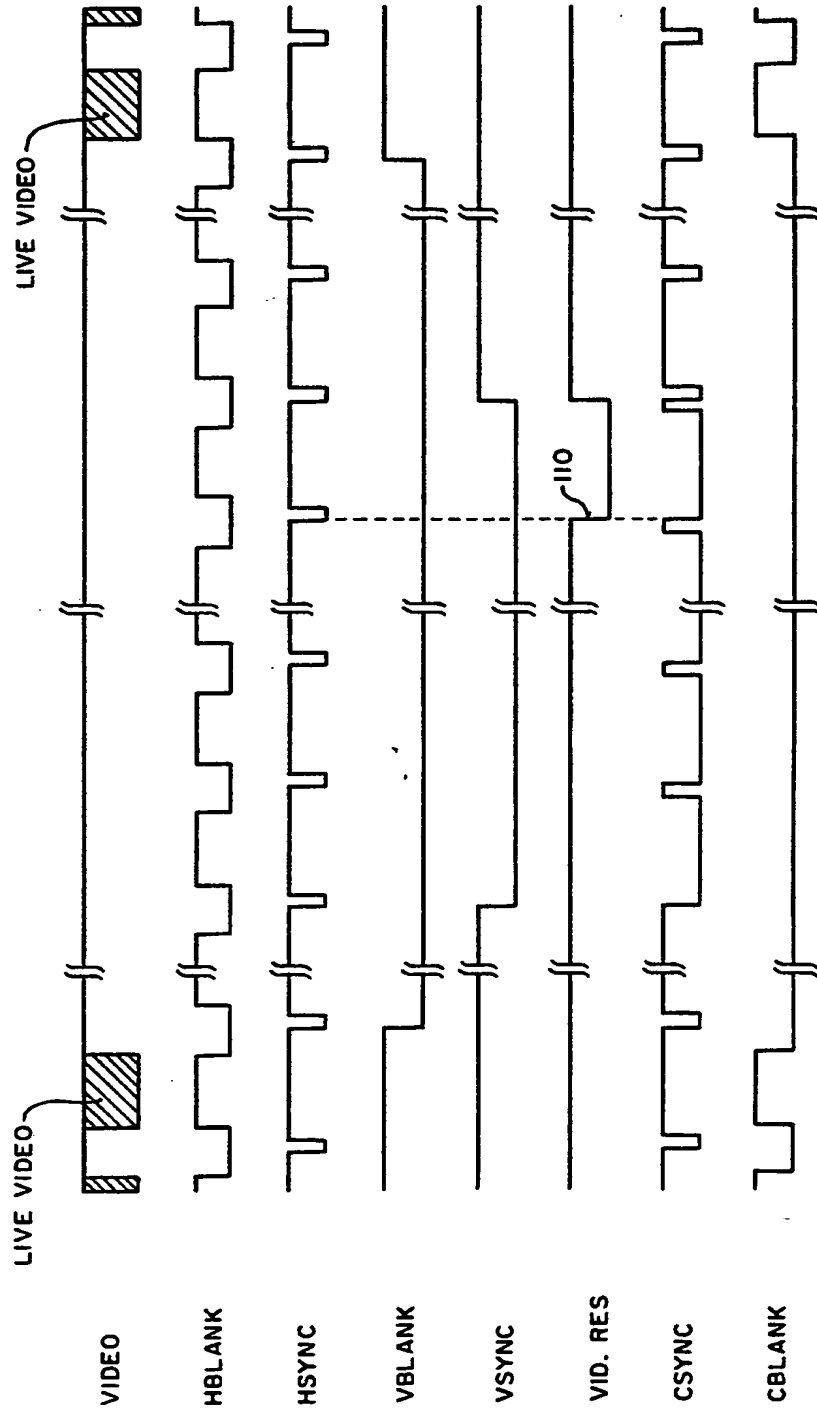 LIVE VIDEO
LIVE VIDEO
VIDEO
HBLANK
HSYNC
VBLANK
VSYNC
110
VID. RES
CSYNC
CBLANK